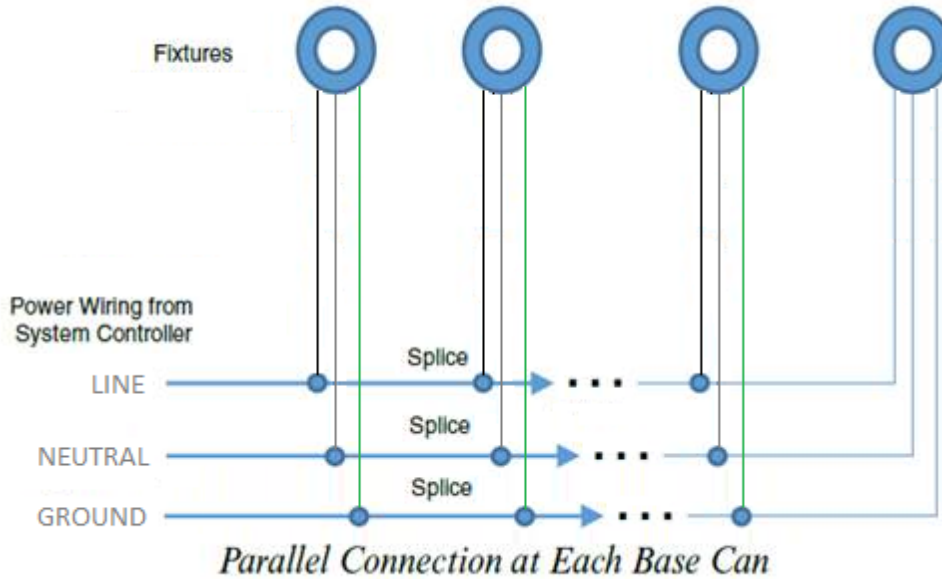 Fixtures
Power Wiring from
System Controller
Splice
LINE
Splice
NEUTRAL
Splice
GROUND
Parallel Connection at Each Base Can